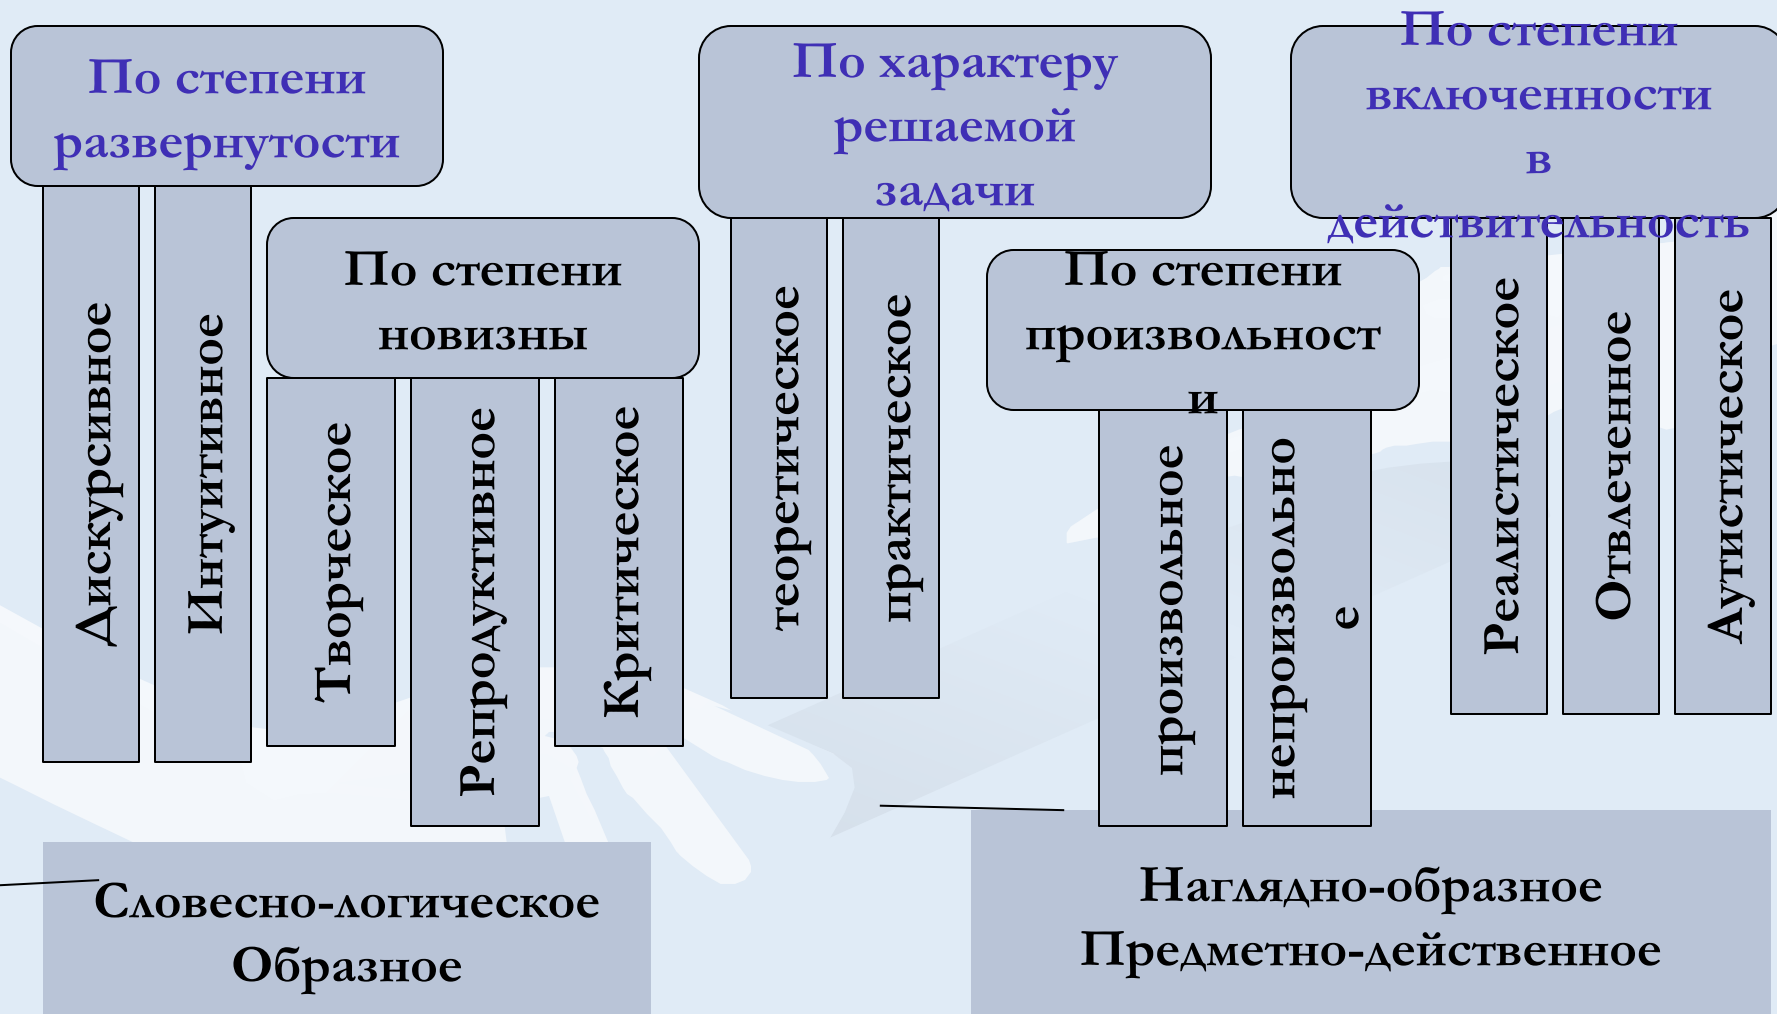 По степени
развернутости
Дискурсивное
Интуитивное
По степени
новизны
Творческое
Репродуктивное
Критическое
По характеру
решаемой
задачи
теоретическое
практическое
По степени
произвольност
и
произвольное
непроизвольно
е
По степени
включенности
в
действительность
Реалистическое
Отвлеченное
Аутистическое
Словесно-логическое
Образное
Наглядно-образное
Предметно-действенное